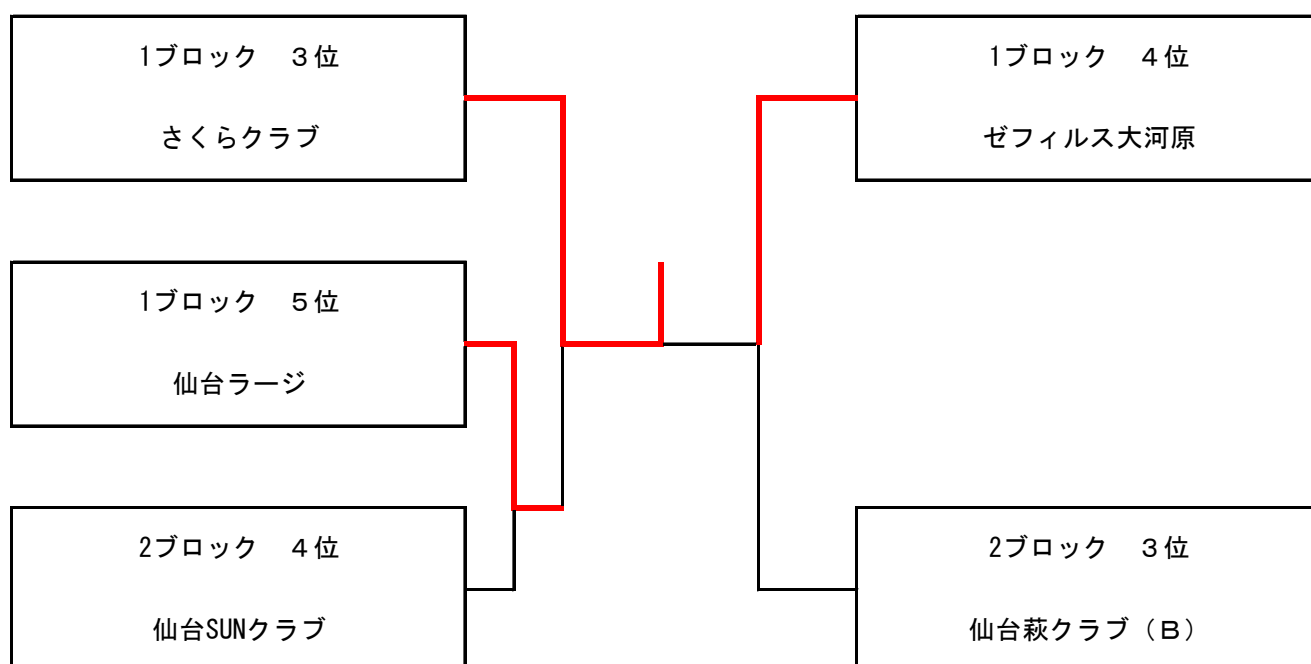 1ブロック　３位
さくらクラブ
1ブロック　４位
ゼフィルス大河原
1ブロック　５位
仙台ラージ
2ブロック　４位
仙台SUNクラブ
2ブロック　３位
仙台萩クラブ（Ｂ）